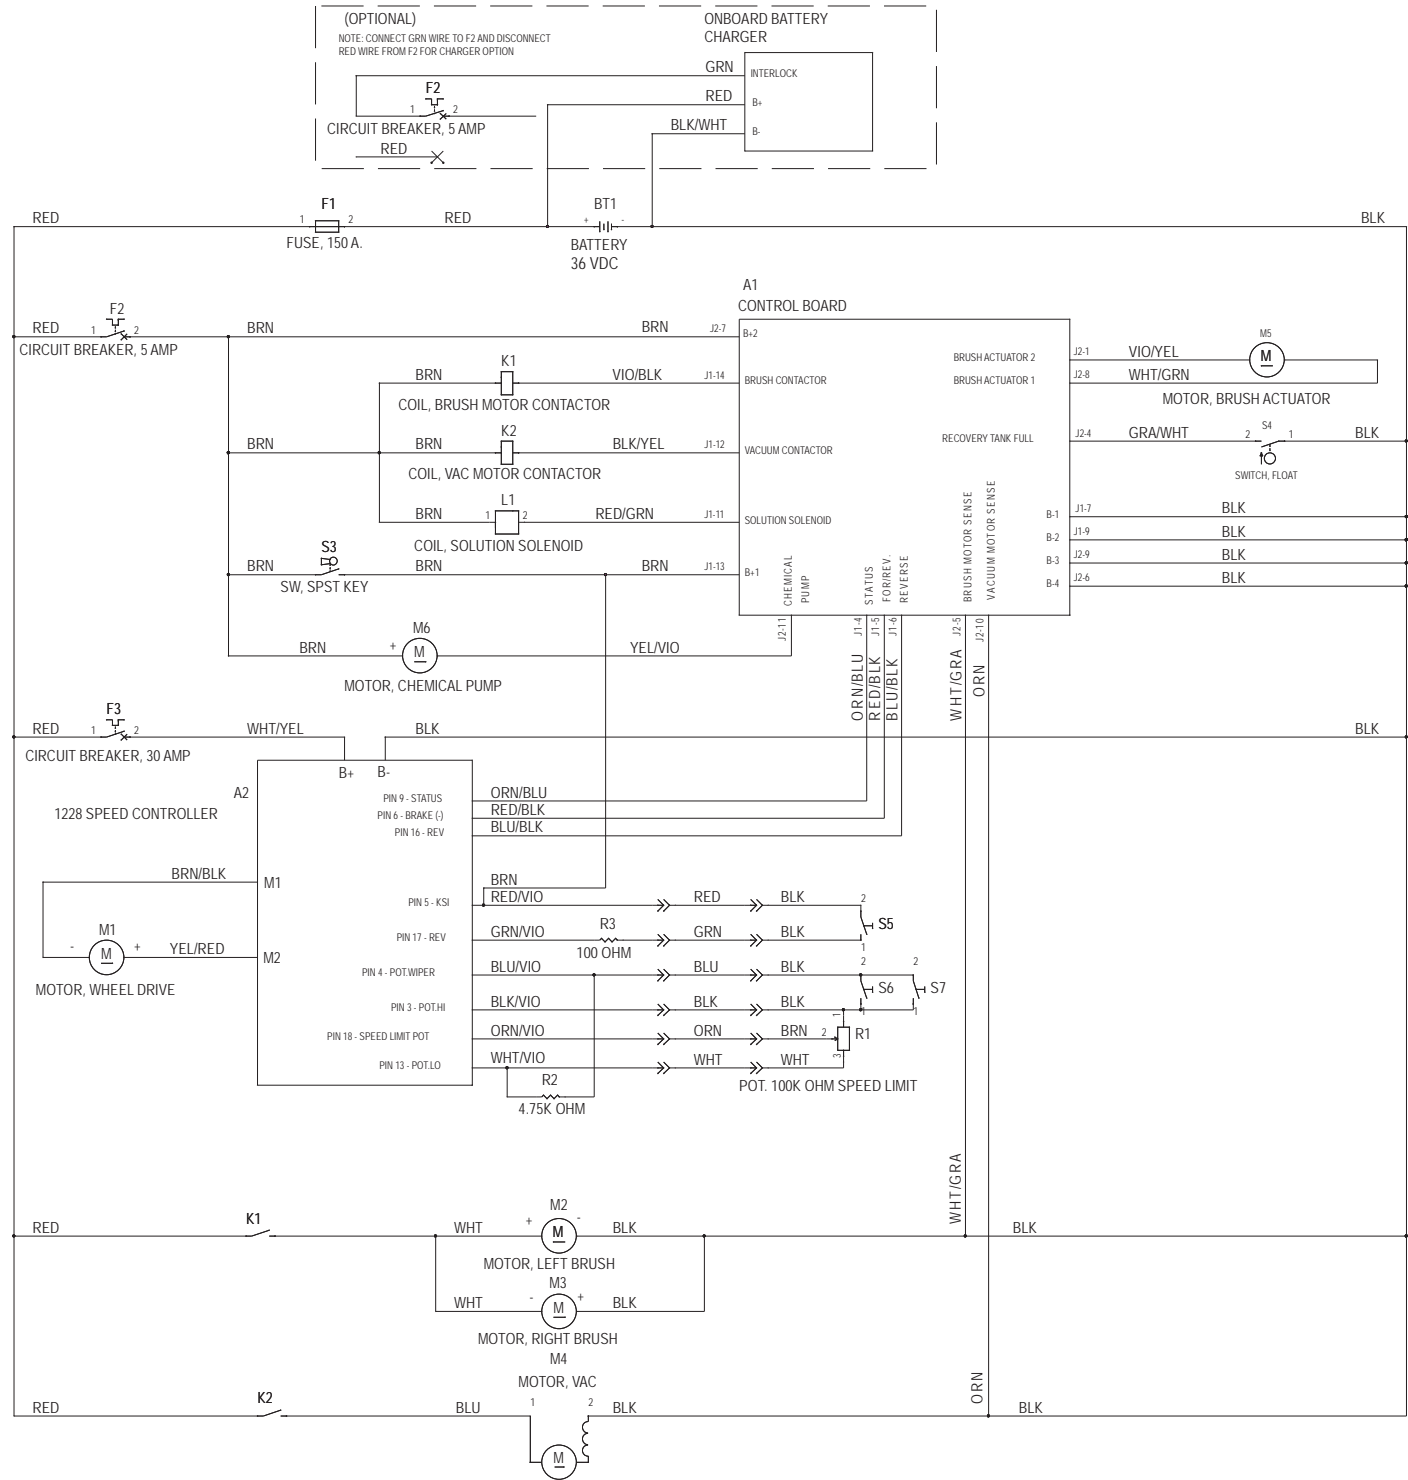 (OPTIONAL)
ONBOARD BATTERY
CHARGER
NOTE: CONNECT GRN WIRE TO F2 AND DISCONNECT
RED WIRE FROM F2 FOR CHARGER OPTION
GRN
INTERLOCK
F2
1 2
RED
B+
CIRCUIT BREAKER, 5 AMP
BLK/WHT
B-
RED
RED
F1
1 2
FUSE, 150 A.
RED
BT1
+ -
BATTERY
36 VDC
BLK
A1
CONTROL BOARD
F2
RED
1 2
CIRCUIT BREAKER, 5 AMP
BRN
BRN
J2-7
B+2
K1
BRN
VIO/BLK
J1-14
BRUSH CONTACTOR
COIL, BRUSH MOTOR CONTACTOR
K2
BRN
BRN
BLK/YEL
J1-12
VACUUM CONTACTOR
COIL, VAC MOTOR CONTACTOR
L1
BRN
1 2
RED/GRN
J1-11
SOLUTION SOLENOID
COIL, SOLUTION SOLENOID
S3
BRN
BRN
BRN
J1-13
B+1
SW, SPST KEY
M6
BRN
+
M
YEL/VIO
MOTOR, CHEMICAL PUMP
BRUSH ACTUATOR 2
J2-1
VIO/YEL
M5
M
BRUSH ACTUATOR 1
J2-8
WHT/GRN
MOTOR, BRUSH ACTUATOR
RECOVERY TANK FULL
J2-4
GRA/WHT
S4
2 1
BLK
SWITCH, FLOAT
B-1
J1-7
BLK
B-2
J1-9
BLK
B-3
J2-9
BLK
B-4
J2-6
BLK
CHEMICAL
PUMP
STATUS
FOR/REV.
REVERSE
BRUSH MOTOR SENSE
VACUUM MOTOR SENSE
J2-11
J1-4
J1-5
J1-6
J2-5
J2-10
ORN/BLU
RED/BLK
BLU/BLK
WHT/GRA
ORN
F3
RED
1 2
WHT/YEL
BLK
BLK
CIRCUIT BREAKER, 30 AMP
B+
B-
A2
1228 SPEED CONTROLLER
PIN 9 - STATUS
ORN/BLU
PIN 6 - BRAKE (-)
RED/BLK
PIN 16 - REV
BLU/BLK
BRN/BLK
M1
BRN
PIN 5 - KSI
RED/VIO
RED
BLK
2
S5
1
M1
- +
M
YEL/RED
M2
MOTOR, WHEEL DRIVE
PIN 17 - REV
GRN/VIO
R3
100 OHM
GRN
BLK
PIN 4 - POT.WIPER
BLU/VIO
BLU
BLK
2
2
S6
S7
1
1
PIN 3 - POT.HI
BLK/VIO
BLK
BLK
PIN 18 - SPEED LIMIT POT
ORN/VIO
ORN
BRN
1
2
3
R1
PIN 13 - POT.LO
WHT/VIO
WHT
WHT
R2
4.75K OHM
POT. 100K OHM SPEED LIMIT
WHT/GRA
RED
K1
WHT
M2
+ -
M
BLK
BLK
MOTOR, LEFT BRUSH
M3
WHT
- +
M
BLK
MOTOR, RIGHT BRUSH
M4
MOTOR, VAC
ORN
RED
K2
BLU
1 2
BLK
BLK
M